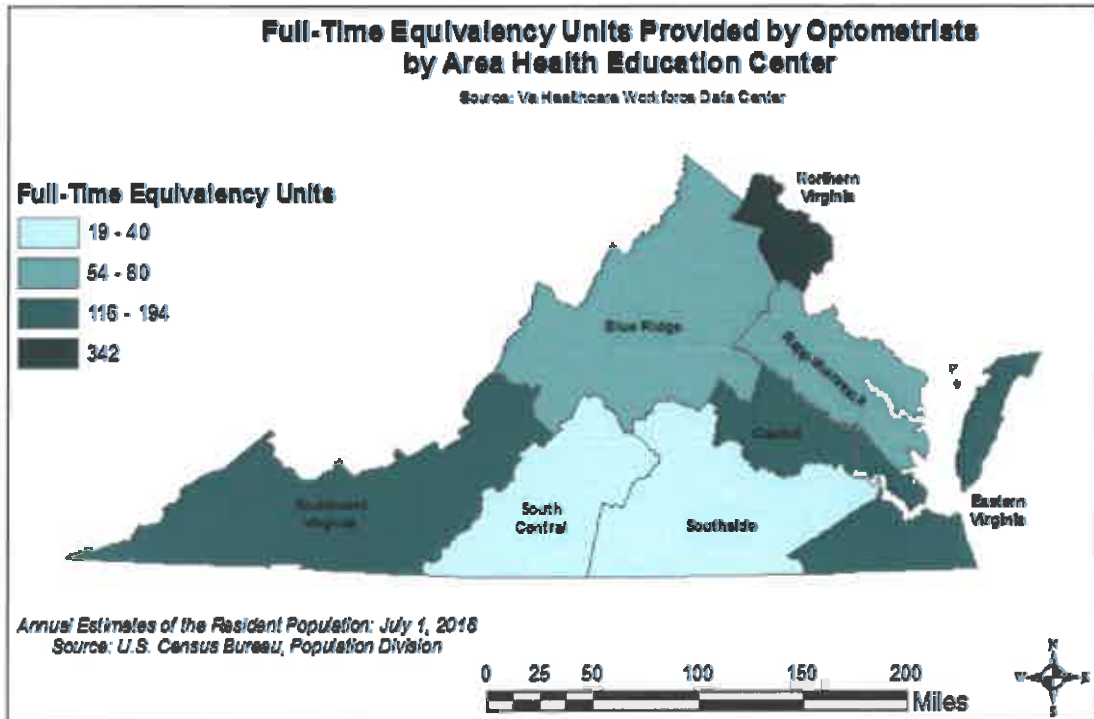 Full-Time Equivalency Units Provided by Optometrists
by Area Health Education Center
Source: Va Healthcare Workforce Data Center
Full-Time Equivalency Units
19 - 40
54 - 80
342
Northern
Virginia
Blue Ridge
Rappahannock
Capital
Southwest
Virginia
South
Central
Southside
Eastern
Virginia
Annual Estimates of the Resident Population: July 1,
Source: U.S. Census Bureau, Population Division
0 25 50 100 150 200
Miles
N
W E
S